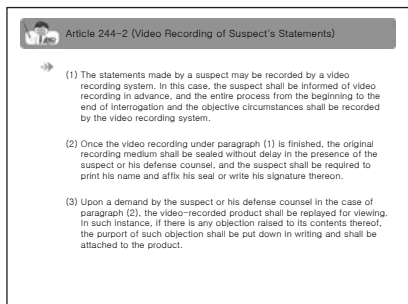 Article 244-2 (Video Recording of Suspect's Statements)
(1) The statements made by a suspect may be recorded by a video
recording system. In this case, the suspect shall be informed of video
recording in advance, and the entire process from the beginning to the
end of interrogation and the objective circumstances shall be recorded
by the video recording system.
(2) Once the video recording under paragraph (1) is finished, the original
recording medium shall be sealed without delay in the presence of the
suspect or his defense counsel, and the suspect shall be required to
print his name and affix his seal or write his signature thereon.
(3) Upon a demand by the suspect or his defense counsel in the case of
paragraph (2), the video-recorded product shall be replayed for viewing.
In such instance, if there is any objection raised to its contents thereof,
the purport of such objection shall be put down in writing and shall be
attached to the product.